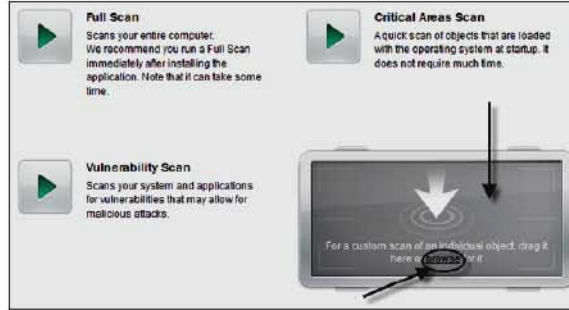 Full Scan
Scans your entire computer.
We recommend you run a Full Scan
immediately after installing the
application. Note that it can take some
time.
Critical Areas Scan
A quick scan of objects that are loaded
with the operating system at startup. It
does not require much time.
Vulnerability Scan
Scans your system and applications
for vulnerabilities that may allow for
malicious attacks.
For a custom scan of an individual object, drag it
here or browse for it